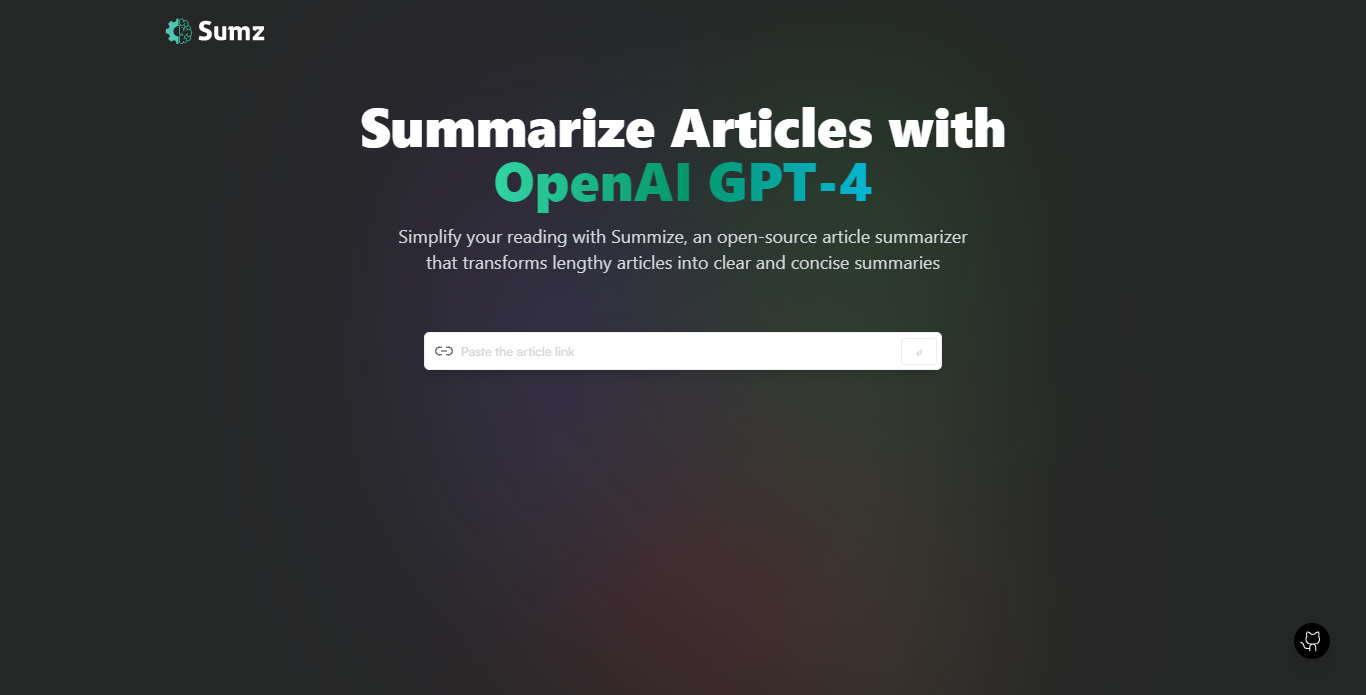 Sumz
Summarize Articles with
OpenAI GPT-4
Simplify your reading with Summize, an open-source article summarizer
that transforms lengthy articles into clear and concise summaries
Paste the article link